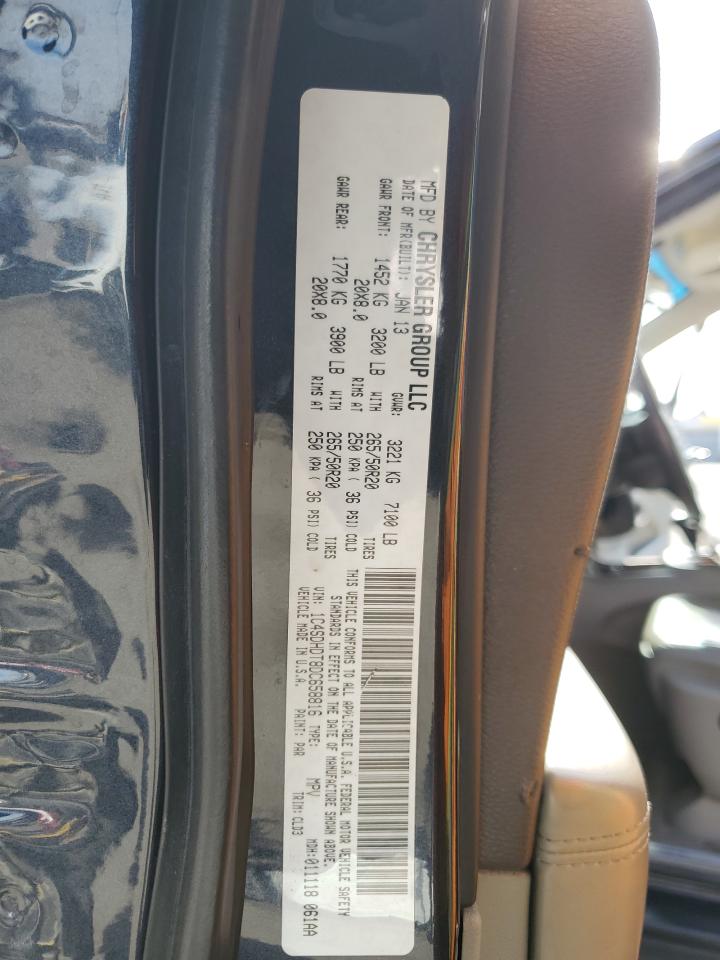 MFD BY CHRYSLER GROUP LLC
DATE OF MFR(BUILT): JAN 13 GVWR: 3221 KG 7100 LB
GAWR FRONT: 1452 KG 3200 LB WITH 265/50R20 TIRES
20X8.0 RIMS AT 250 KPA ( 36 PSI) COLD
GAWR REAR: 1770 KG 3900 LB WITH 265/50R20 TIRES
20X8.0 RIMS AT 250 KPA ( 36 PSI) COLD
THIS VEHICLE CONFORMS TO ALL APPLICABLE U.S.A. FEDERAL MOTOR VEHICLE SAFETY
STANDARDS IN EFFECT ON THE DATE OF MANUFACTURE SHOWN ABOVE.
VIN: 1C4SDHDT8DC658816 TYPE: MPV MDH:011118 061AA
VEHICLE MADE IN U.S.A. PAINT: PAR TRIM: CLD3